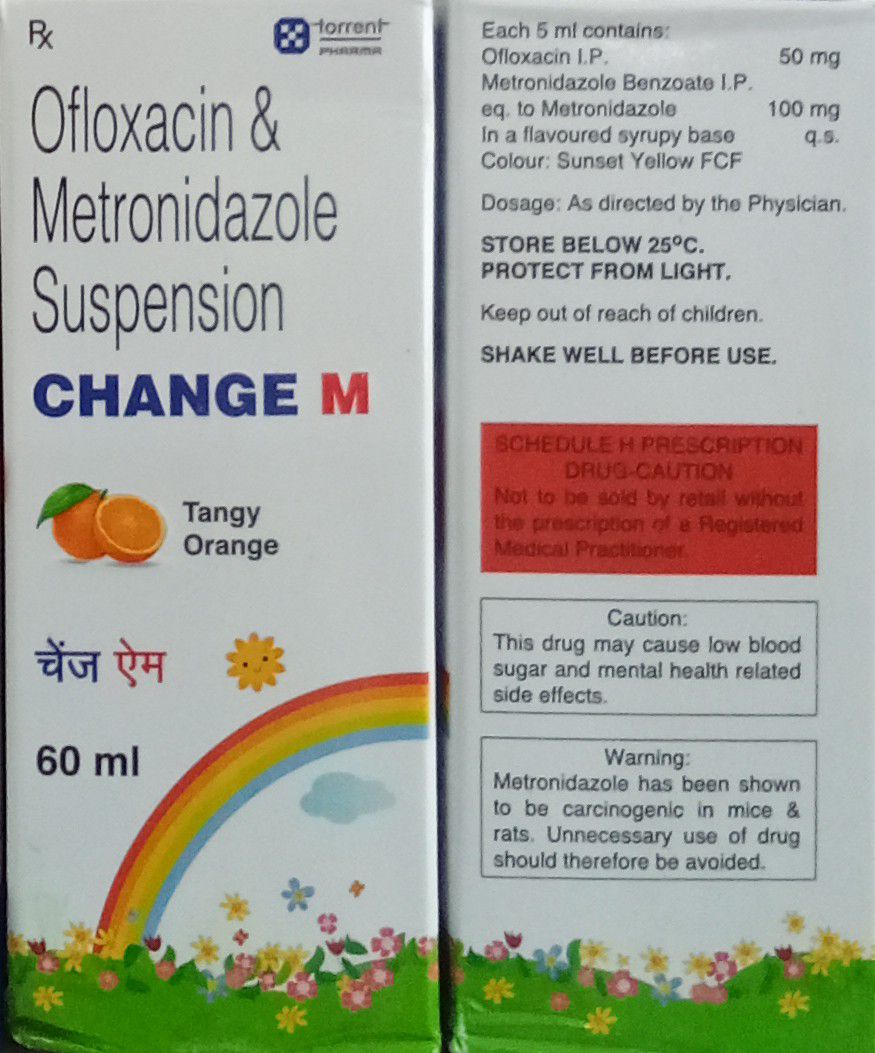 Rx
torrent
PHARMA
Ofloxacin &
Metronidazole
Suspension
CHANGE M
Tangy
Orange
चेंज ऐम
60 ml
Each 5 ml contains:
Ofloxacin I.P. 50 mg
Metronidazole Benzoate I.P.
eq. to Metronidazole 100 mg
In a flavoured syrupy base q.s.
Colour: Sunset Yellow FCF
Dosage: As directed by the Physician.
STORE BELOW 25ºC.
PROTECT FROM LIGHT.
Keep out of reach of children.
SHAKE WELL BEFORE USE.
SCHEDULE H PRESCRIPTION
DRUG-CAUTION
Not to be sold by retail without
the prescription of a Registered
Medical Practitioner.
Caution:
This drug may cause low blood
sugar and mental health related
side effects.
Warning:
Metronidazole has been shown
to be carcinogenic in mice &
rats. Unnecessary use of drug
should therefore be avoided.